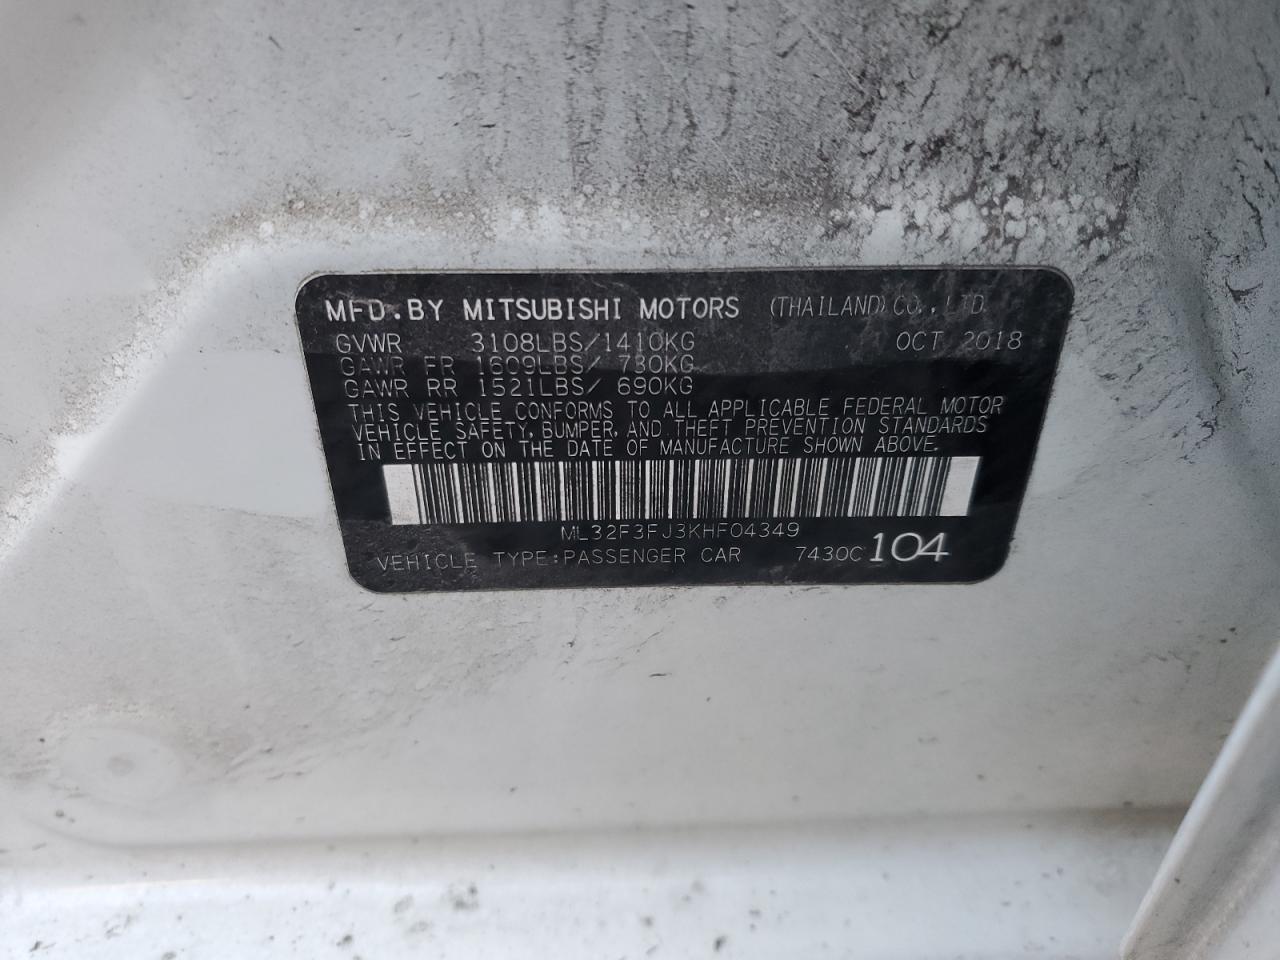 MFD.BY MITSUBISHI MOTORS (THAILAND) CO., LTD.
GVWR 3108LBS/1410KG OCT 2018
GAWR FR 1609LBS/ 730KG
GAWR RR 1521LBS/ 690KG
THIS VEHICLE CONFORMS TO ALL APPLICABLE FEDERAL MOTOR
VEHICLE SAFETY, BUMPER, AND THEFT PREVENTION STANDARDS
IN EFFECT ON THE DATE OF MANUFACTURE SHOWN ABOVE.
ML32F3FJ3KHF04349
VEHICLE TYPE:PASSENGER CAR 7430C 104